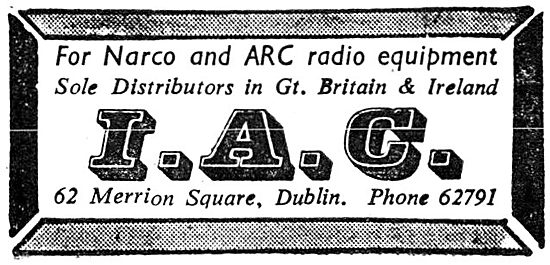 For Narco and ARC radio equipment
Sole Distributors in Gt. Britain & Ireland
I.A.C.
62 Merrion Square, Dublin. Phone 62791